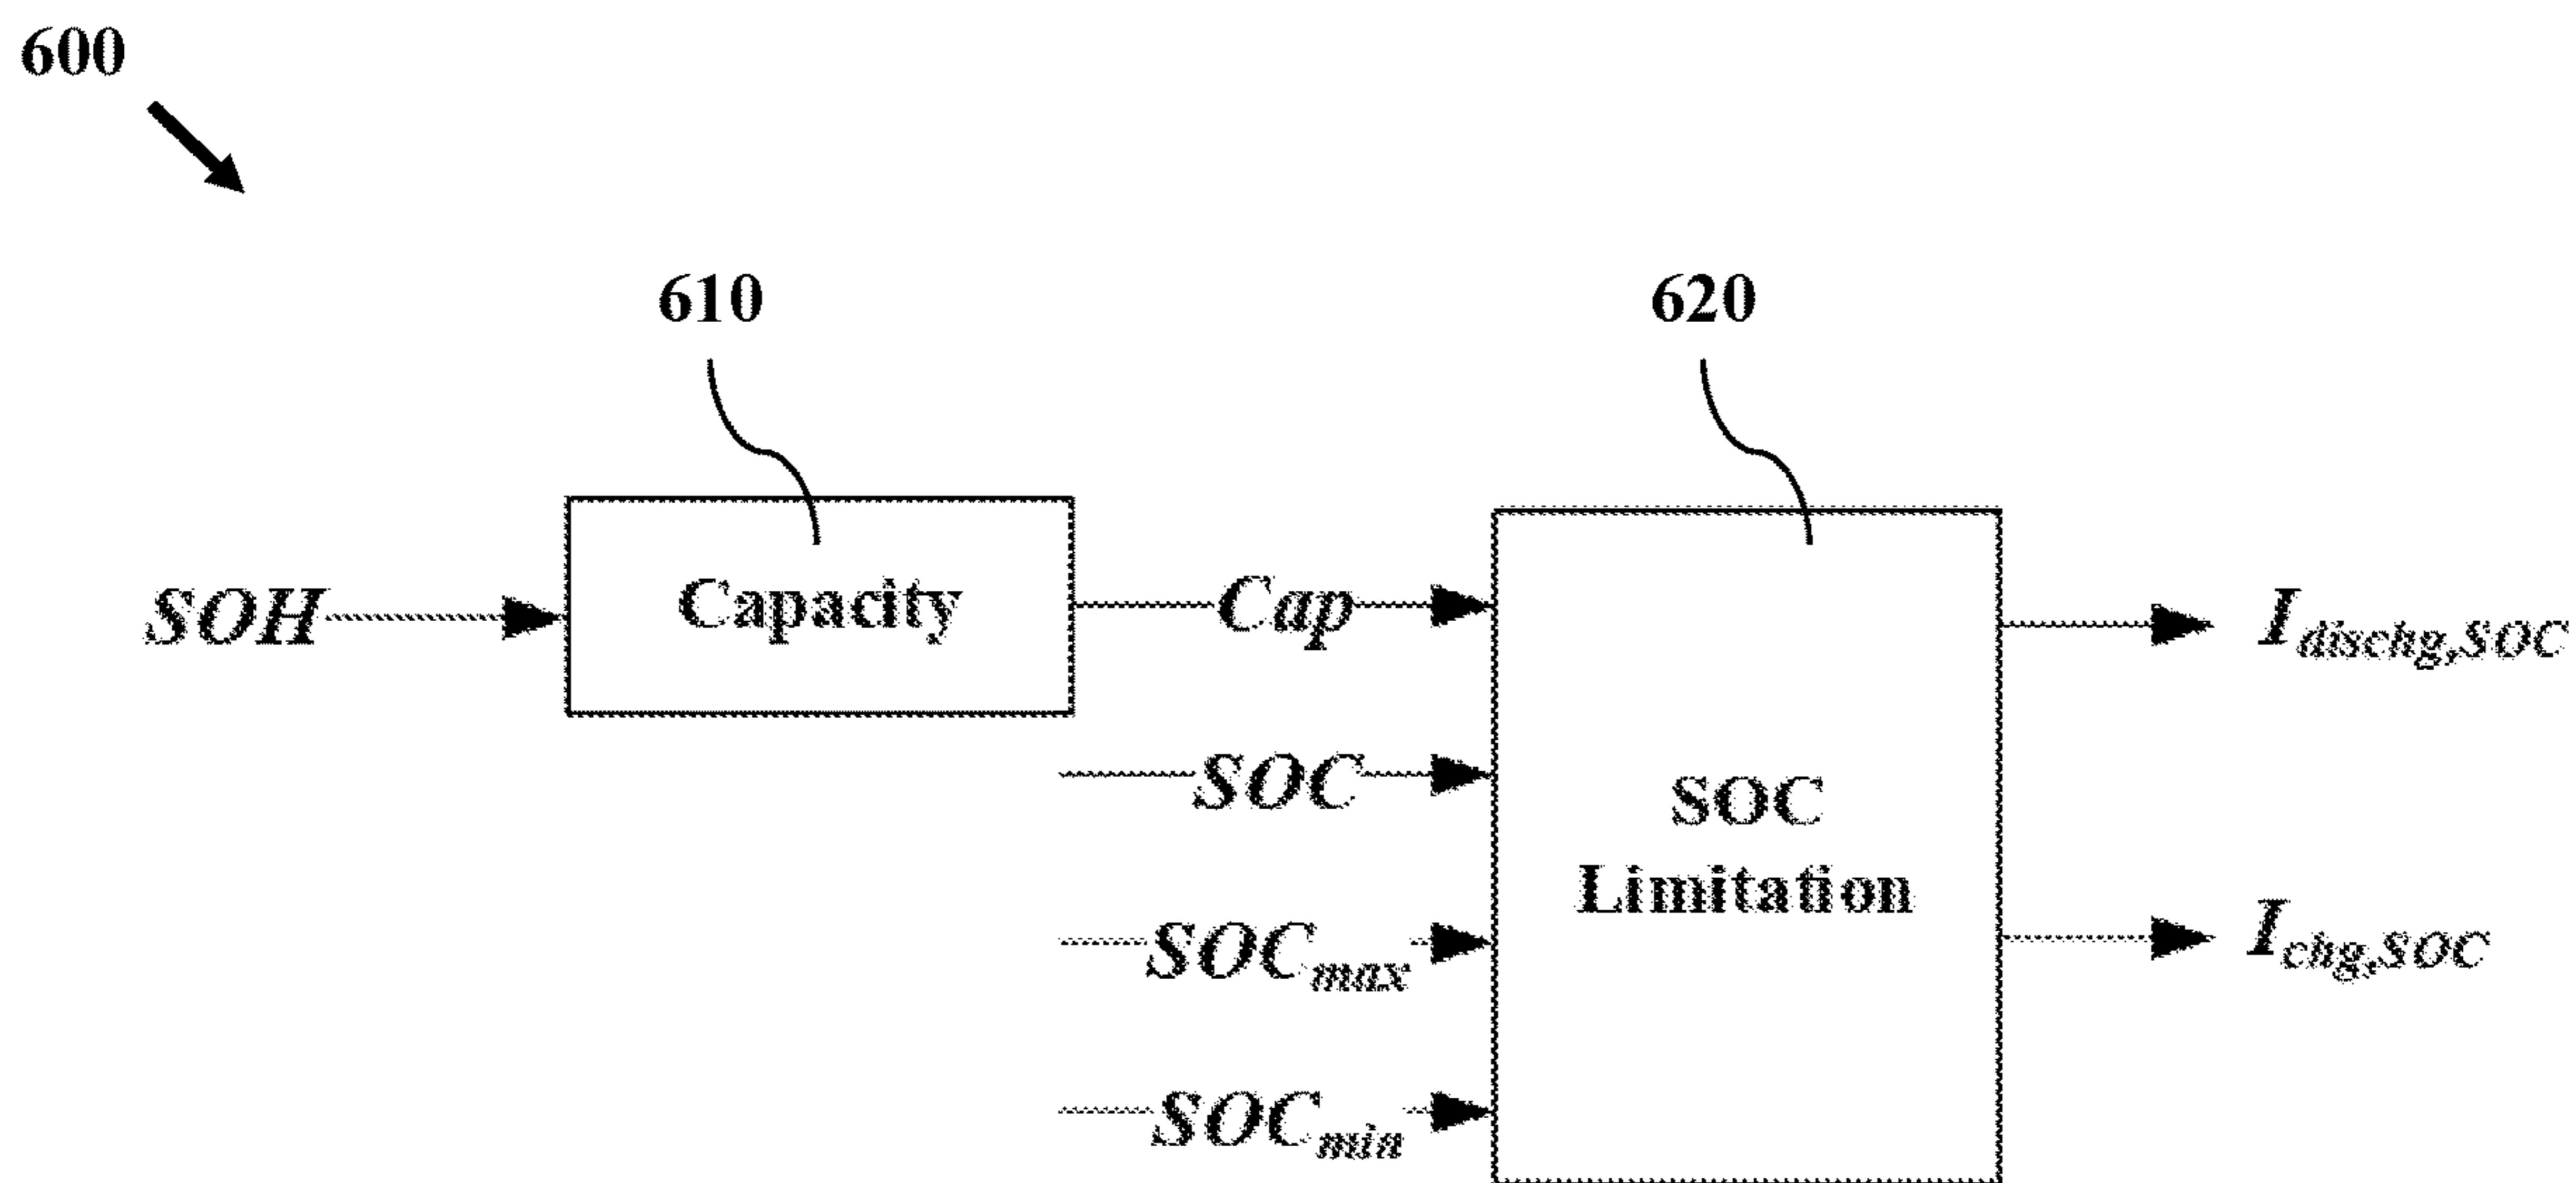 600
610
620
SOH
Capacity
Cap
I_dischg,SOC
SOC
SOC
Limitation
SOC_max
I_chg,SOC
SOC_min